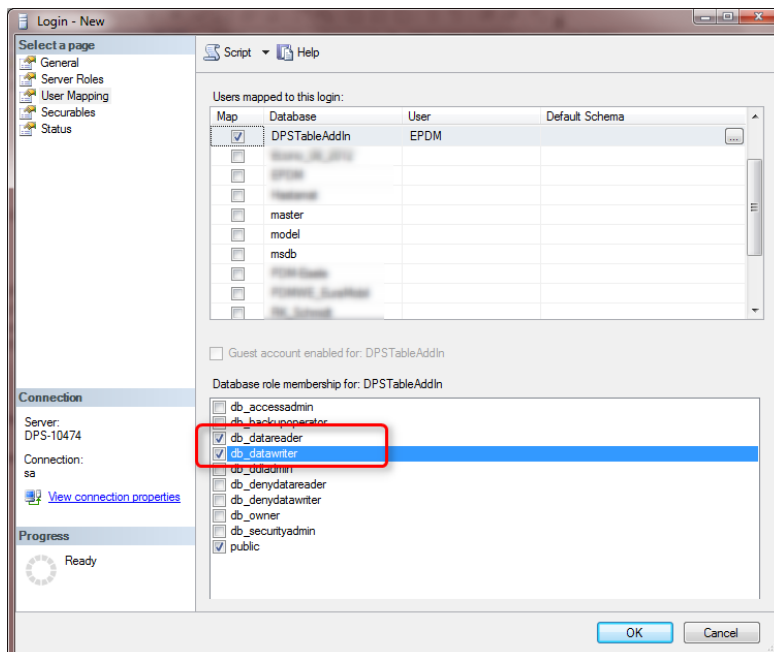 Login - New
Select a page
General
Server Roles
User Mapping
Securables
Status
Script Help
Users mapped to this login:
Map Database User Default Schema
DPSTableAddIn EPDM ...
EPDM
master
model
msdb
Guest account enabled for: DPSTableAddIn
Database role membership for: DPSTableAddIn
db_accessadmin
db_backupoperator
db_datareader
db_datawriter
db_ddladmin
db_denydatareader
db_denydatawriter
db_owner
db_securityadmin
public
Connection
Server:
DPS-10474
Connection:
sa
View connection properties
Progress
Ready
OK Cancel